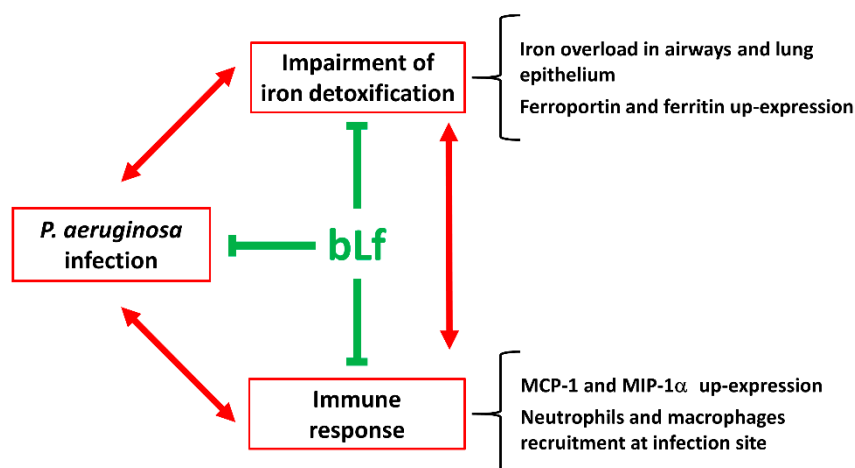 Impairment of
iron detoxification
Iron overload in airways and lung
epithelium
Ferroportin and ferritin up-expression
P. aeruginosa
infection
bLf
Immune
response
MCP-1 and MIP-1α up-expression
Neutrophils and macrophages
recruitment at infection site